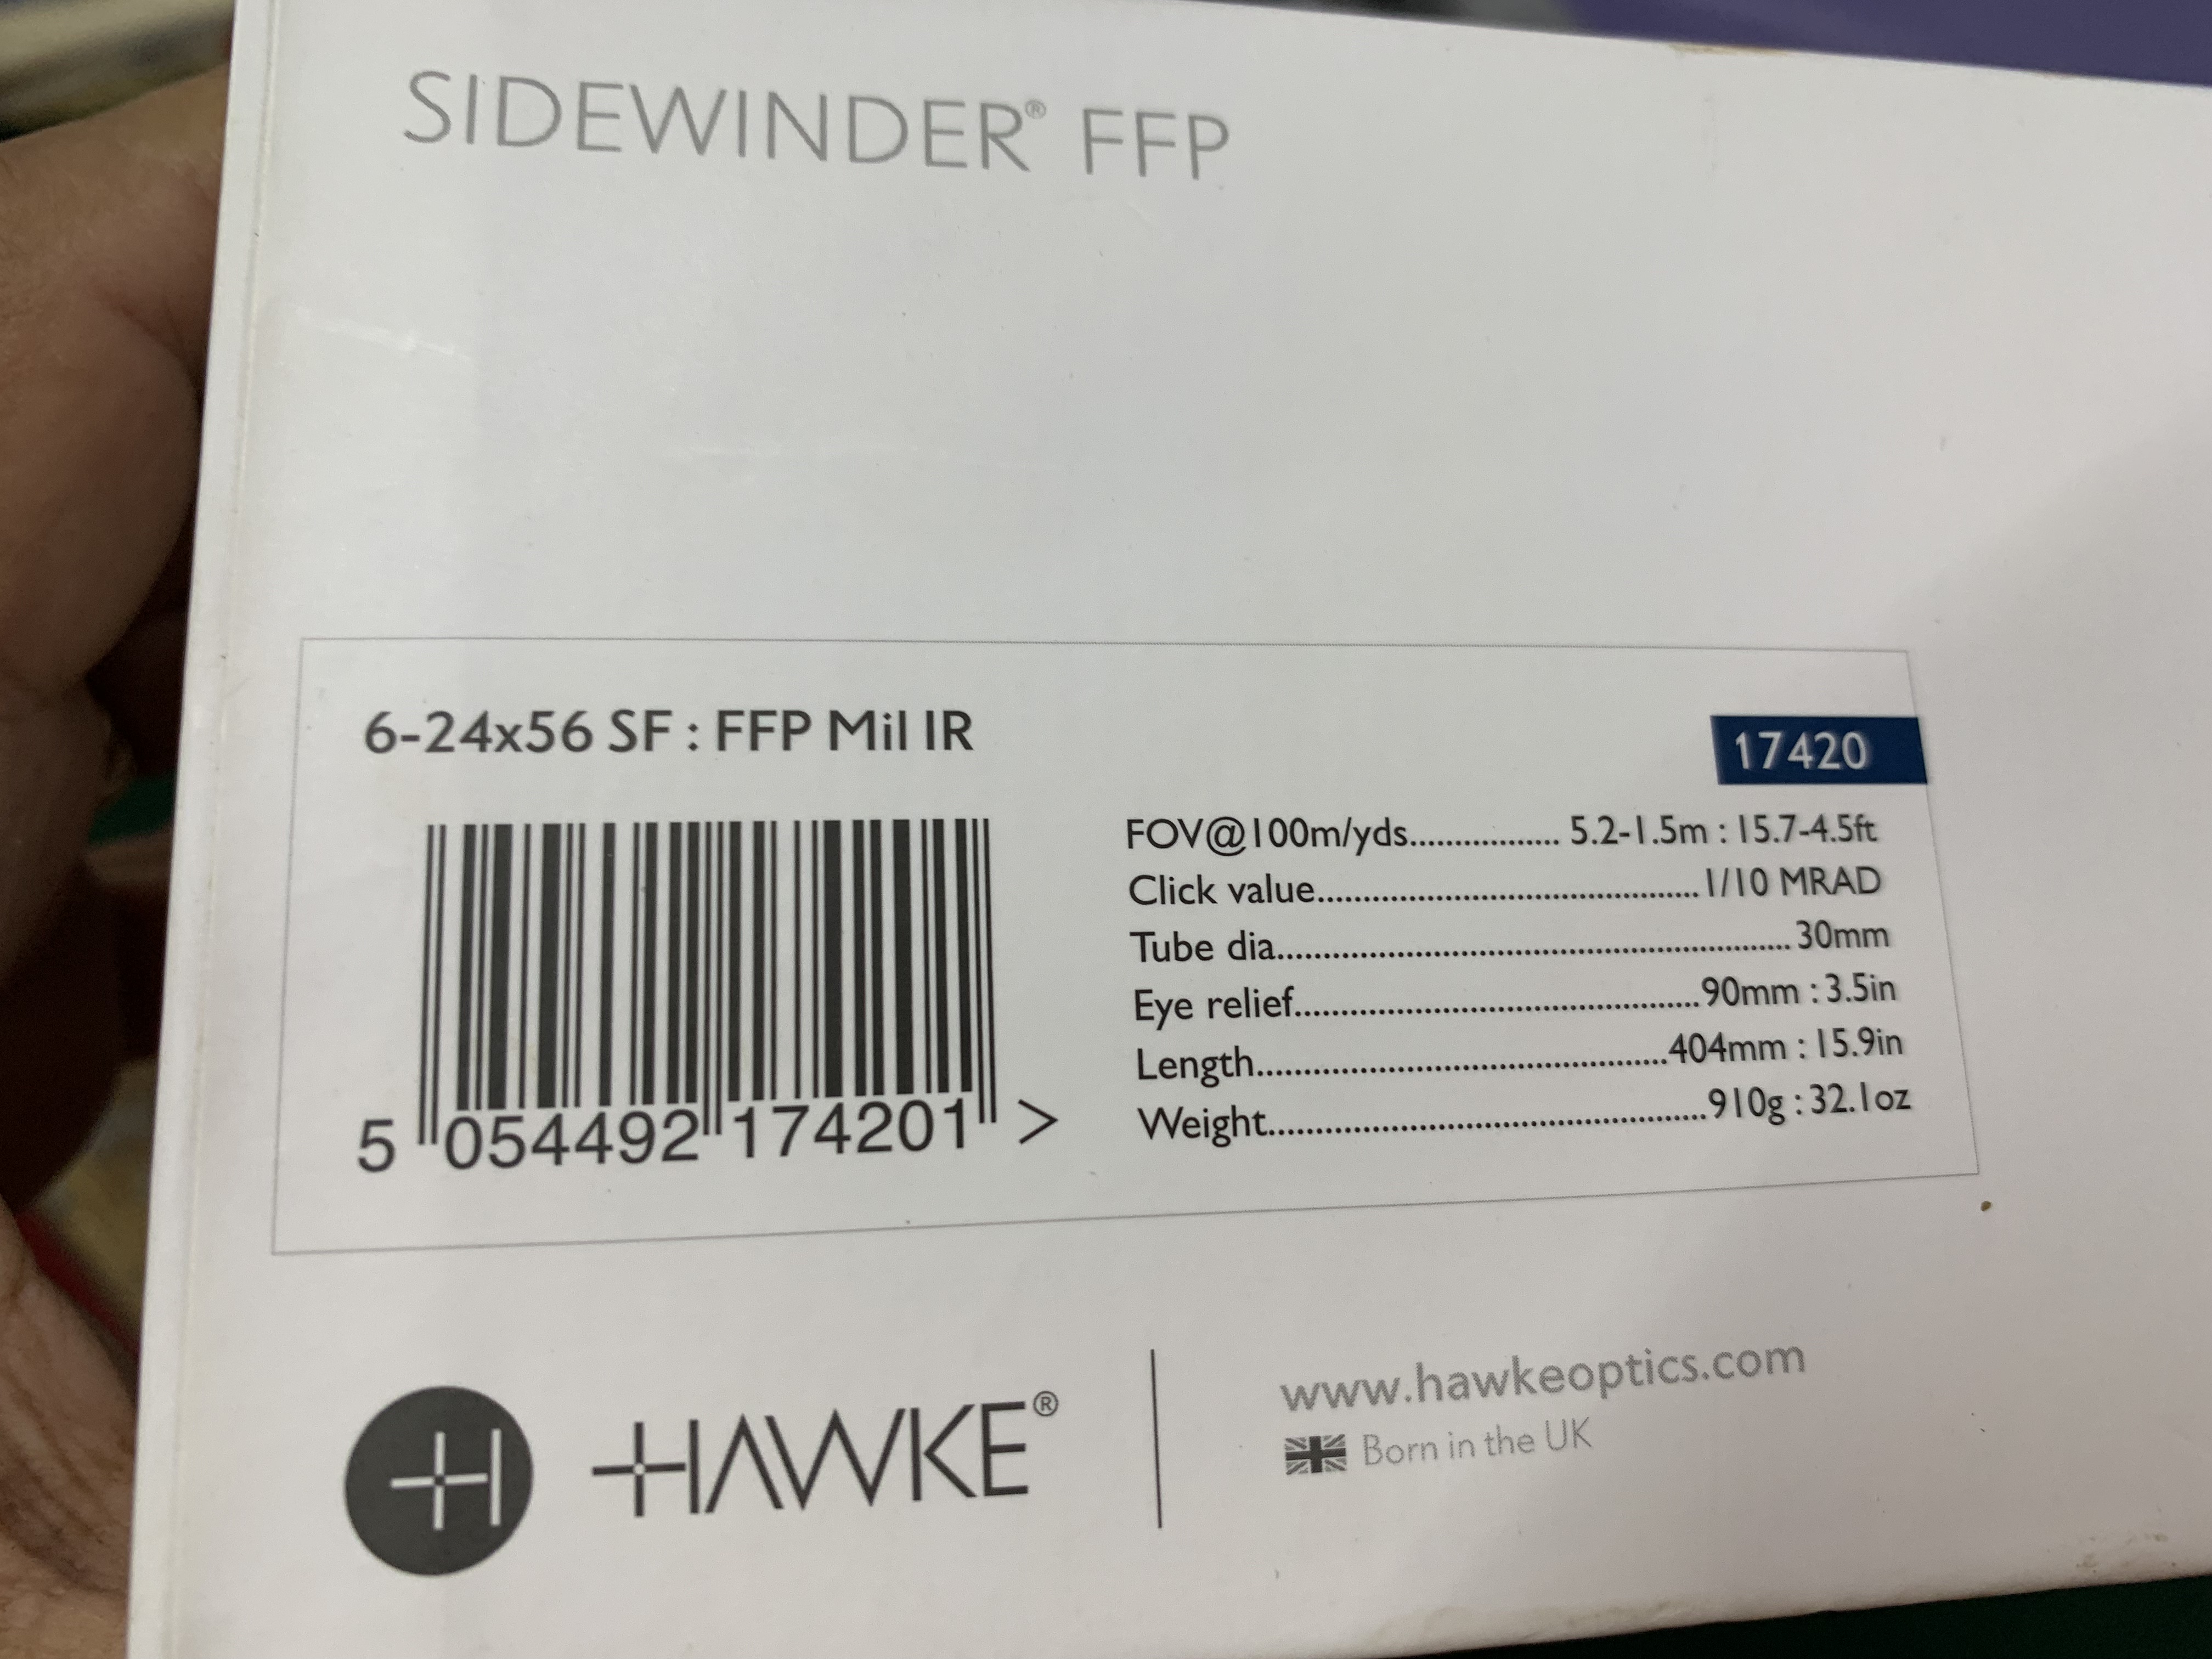 SIDEWINDER® FFP
6-24x56 SF : FFP Mil IR
17420
FOV@100m/yds................ 5.2-1.5m : 15.7-4.5ft
Click value......................................... 1/10 MRAD
Tube dia........................................................ 30mm
Eye relief............................................90mm : 3.5in
Length.............................................404mm : 15.9in
Weight...............................................910g : 32.1oz
5 054492 174201 >
HAWKE®
www.hawkeoptics.com
Born in the UK